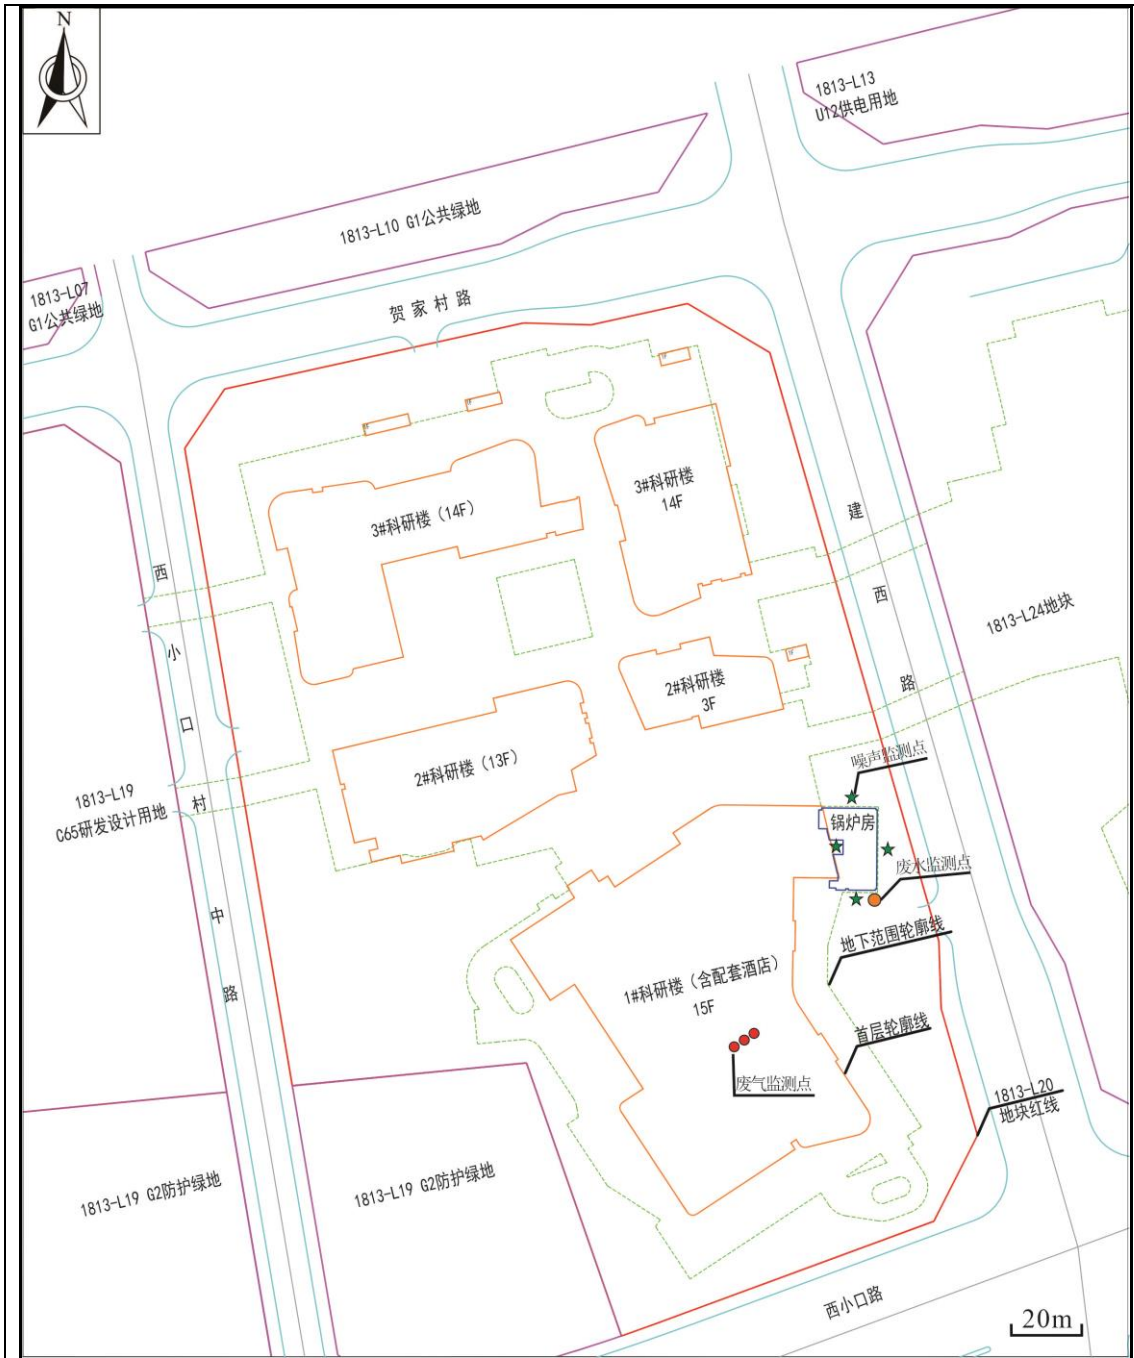 N
1813-L13
U12供电用地
1813-L10 G1公共绿地
1813-L07
G1公共绿地
贺家村路
3#科研楼
14F
3#科研楼（14F）
建西路
西小口村中路
1813-L24地块
2#科研楼
3F
2#科研楼（13F）
噪声监测点
1813-L19
C65研发设计用地
锅炉房
废水监测点
地下范围轮廓线
1#科研楼（含配套酒店）
15F
首层轮廓线
废气监测点
1813-L20
地块红线
1813-L19 G2防护绿地
1813-L19 G2防护绿地
西小口路
20m